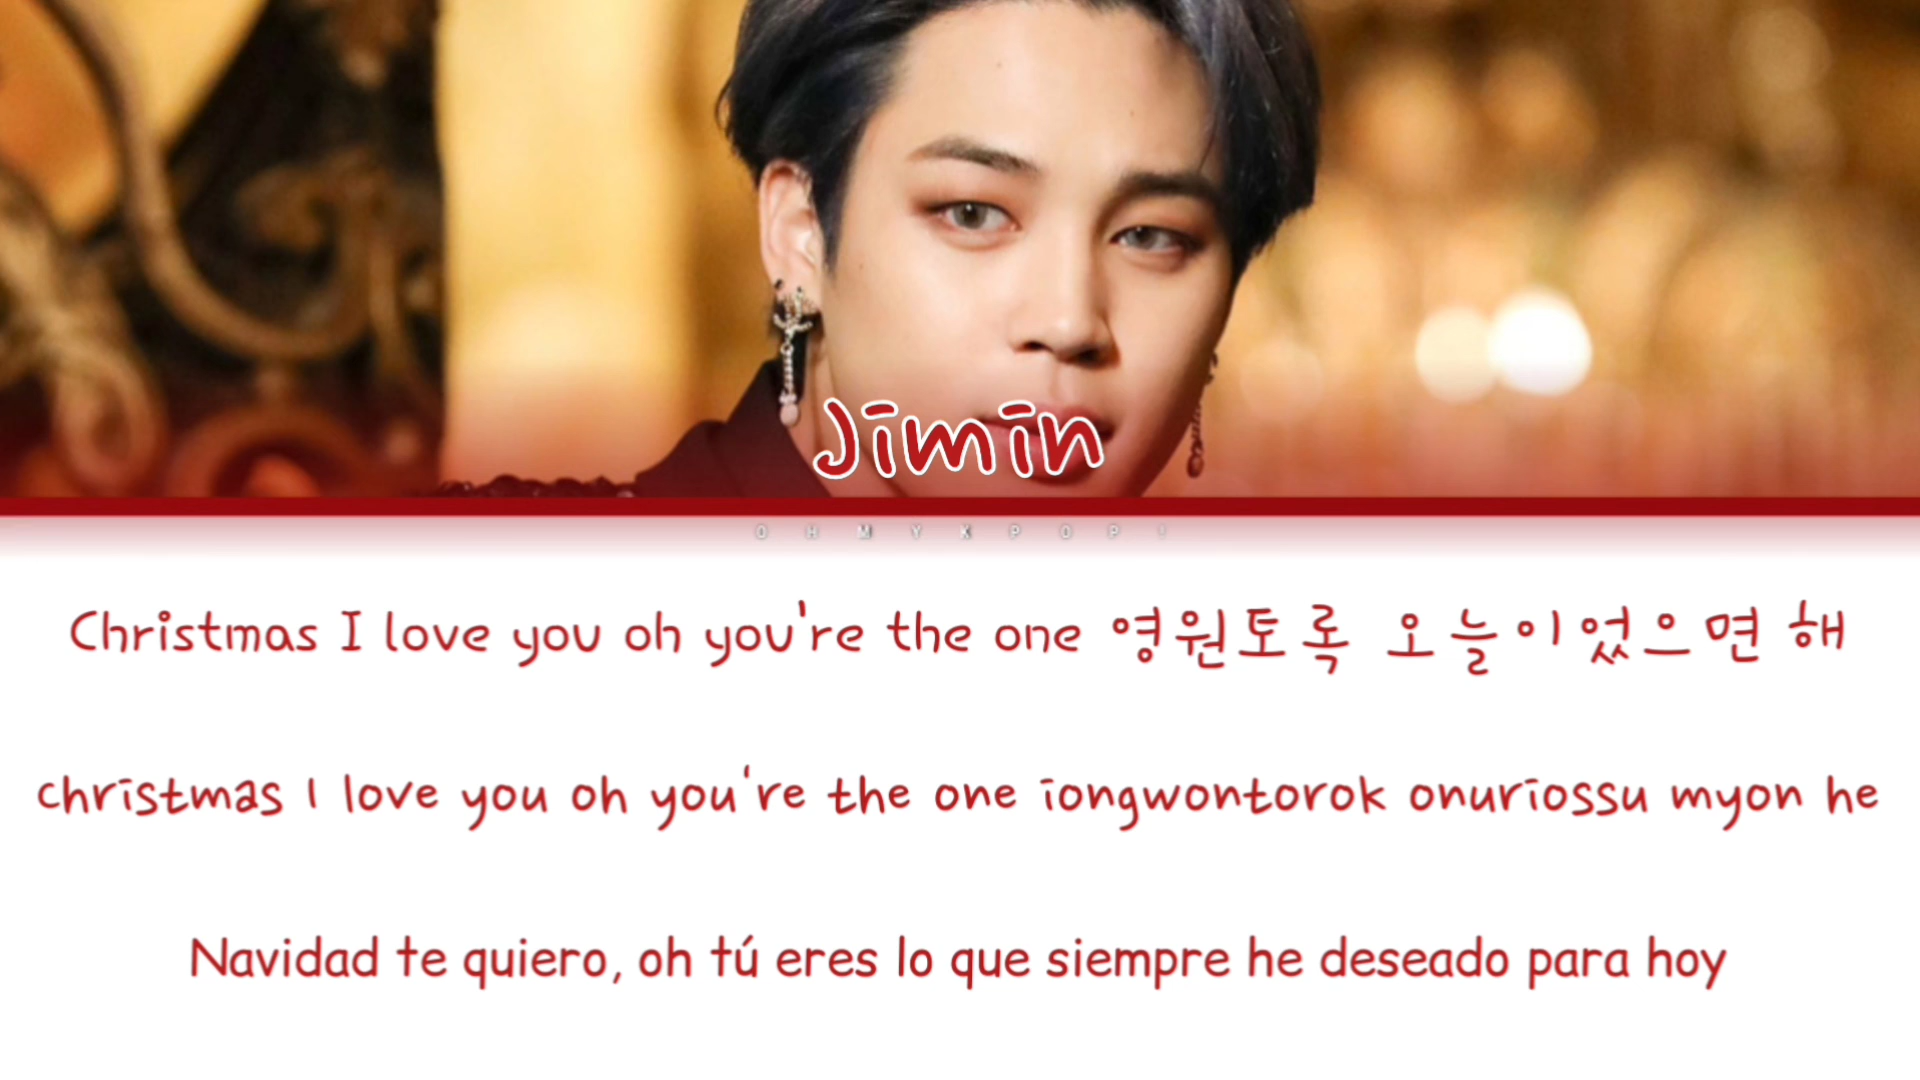 Jimin
OHMYKPOP!
Christmas I love you oh you're the one 영원토록 오늘이었으면 해
christmas I love you oh you're the one iongwontorok onuriossu myon he
Navidad te quiero, oh tú eres lo que siempre he deseado para hoy